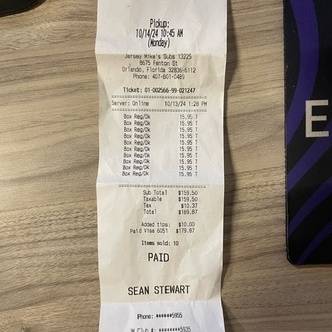 Pickup:
10/14/24 10:45 AM
(Monday)
Jersey Mike's Subs 13225
8675 Fenton St
Orlando, Florida 32836-6112
Phone: 407-601-0489
Ticket: 01-002566-99-021247
Server: Online 10/13/24 1:28 PM
Box Reg/Ok 15.95 T
Box Reg/Ok 15.95 T
Box Reg/Ok 15.95 T
Box Reg/Ok 15.95 T
Box Reg/Ok 15.95 T
Box Reg/Ok 15.95 T
Box Reg/Ok 15.95 T
Box Reg/Ok 15.95 T
Box Reg/Ok 15.95 T
Box Reg/Ok 15.95 T
Sub Total $159.50
Taxable $159.50
Tax $10.37
Total $169.87
Added tips: $10.00
Paid Visa 6051 $179.87
Items sold: 10
PAID
SEAN STEWART
Phone: ******5955
* Club #: ******5935
E